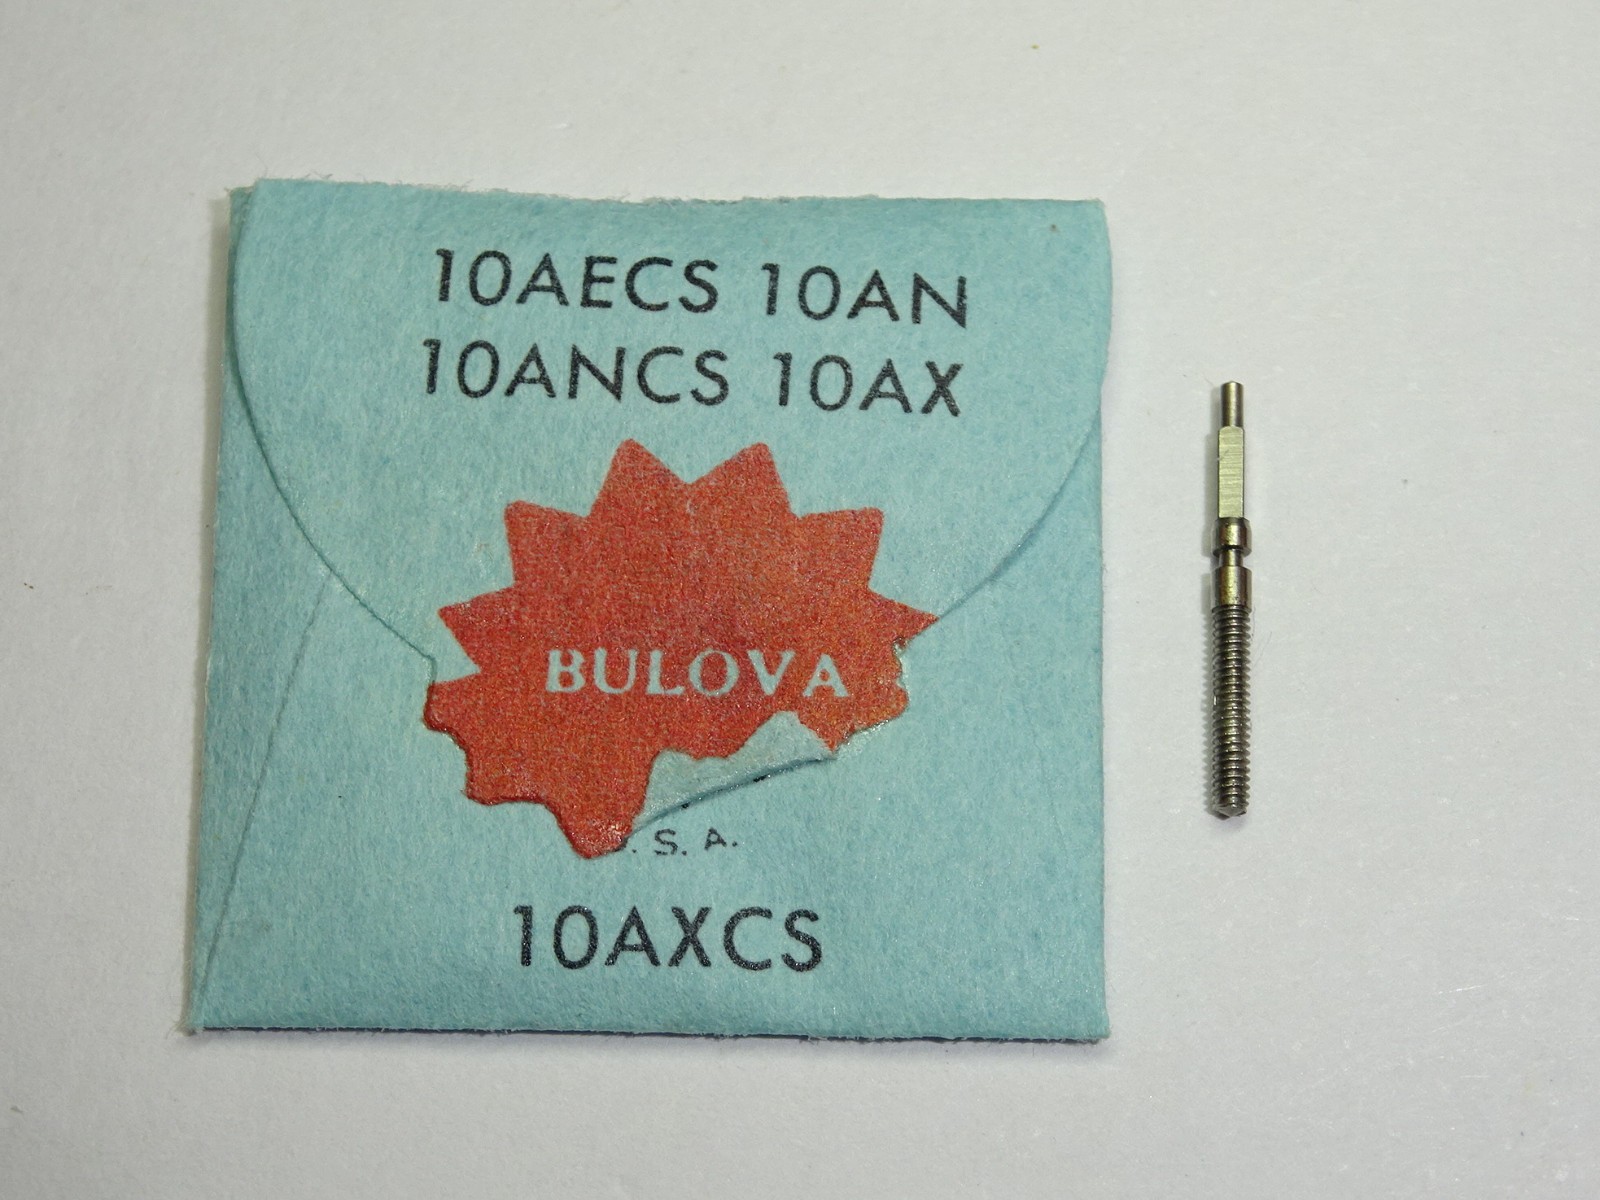 10AECS 10AN
10ANCS 10AX
BULOVA
. S. A.
10AXCS